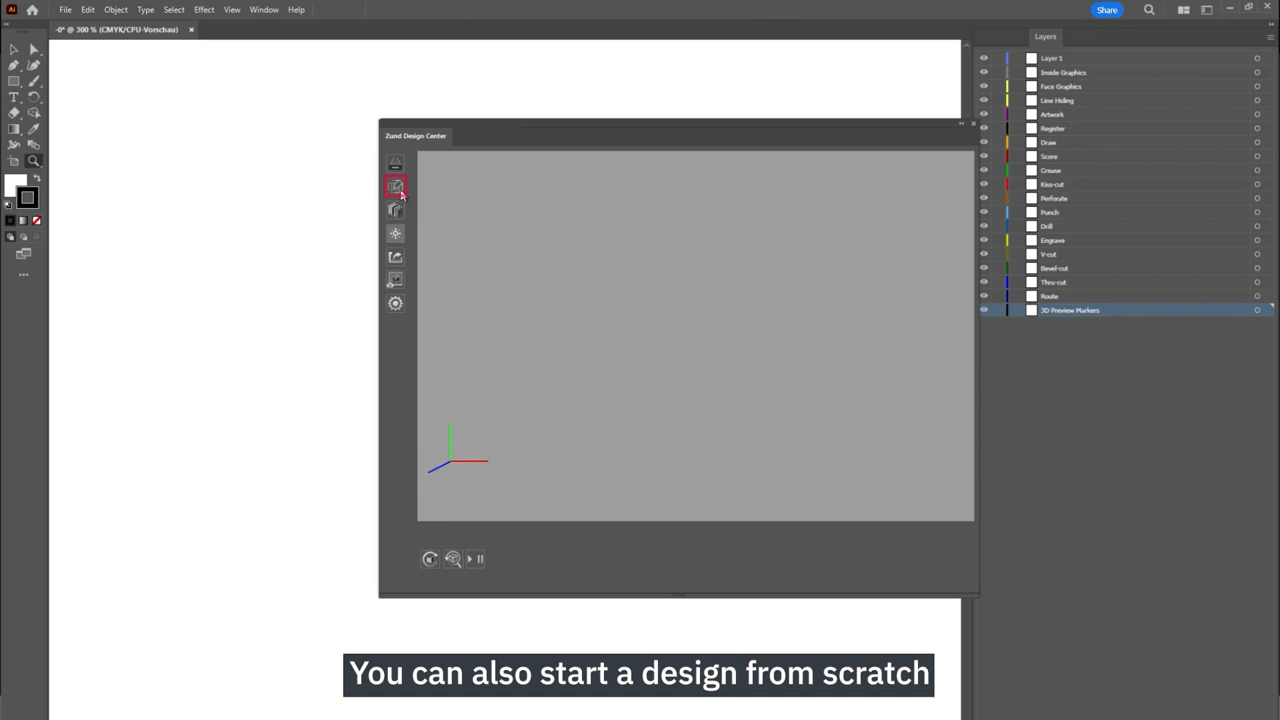 Ai
File Edit Object Type Select Effect View Window Help
Share
-0* @ 300 % (CMYK/CPU-Vorschau) ×
Layers
Layer 1
Inside Graphics
Face Graphics
Line Hiding
Artwork
Register
Draw
Score
Crease
Kiss-cut
Perforate
Punch
Drill
Engrave
V-cut
Bevel-cut
Thru-cut
Route
3D Preview Markers
Zund Design Center
You can also start a design from scratch